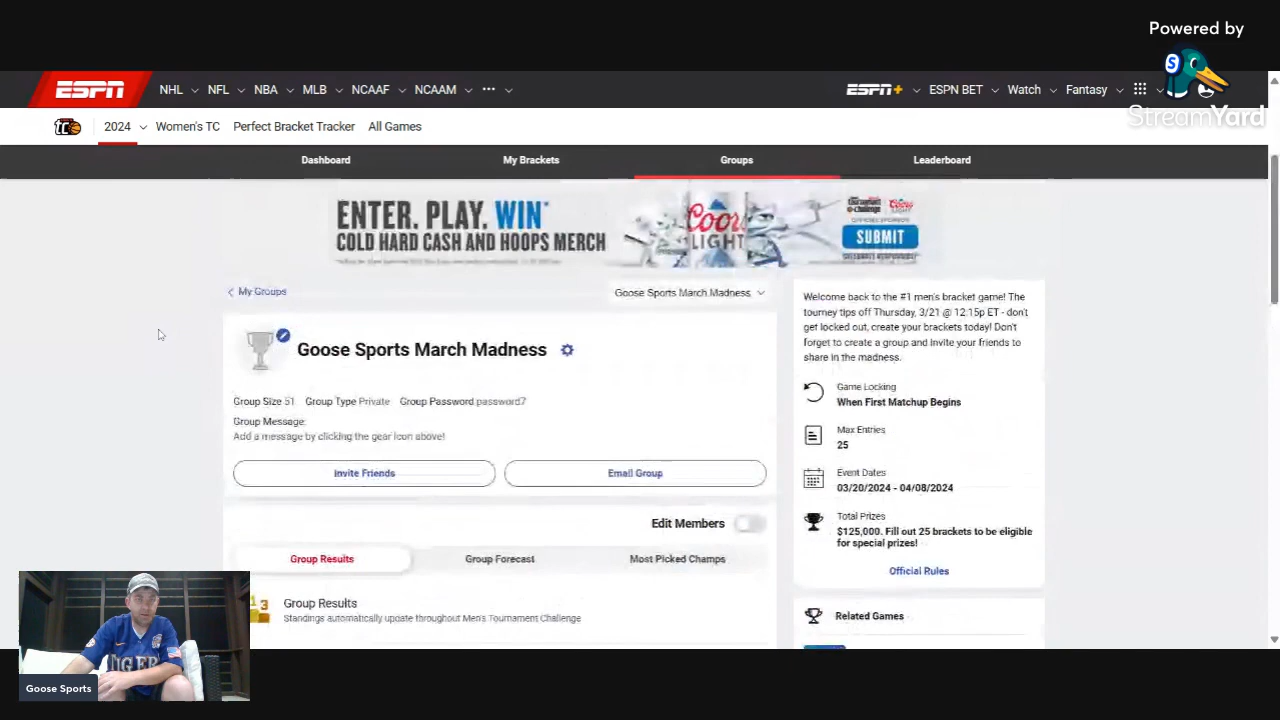 Powered by
S
StreamYard
ESPN NHL NFL NBA MLB NCAAF NCAAM ESPN+ ESPN BET Watch Fantasy
TC 2024 Women's TC Perfect Bracket Tracker All Games
Dashboard My Brackets Groups Leaderboard
ENTER. PLAY. WIN*
COLD HARD CASH AND HOOPS MERCH
Coors
LIGHT
SUBMIT
My Groups
Goose Sports March Madness
Goose Sports March Madness
Group Size 51 Group Type Private Group Password password7
Group Message:
Add a message by clicking the gear icon above!
Invite Friends Email Group
Edit Members
Group Results Group Forecast Most Picked Champs
Group Results
Standings automatically update throughout Men's Tournament Challenge
Welcome back to the #1 men's bracket game! The
tourney tips off Thursday, 3/21 @ 12:15p ET - don't
get locked out, create your brackets today! Don't
forget to create a group and invite your friends to
share in the madness.
Game Locking
When First Matchup Begins
Max Entries
25
Event Dates
03/20/2024 - 04/08/2024
Total Prizes
$125,000. Fill out 25 brackets to be eligible
for special prizes!
Official Rules
Related Games
TIGERS
Goose Sports